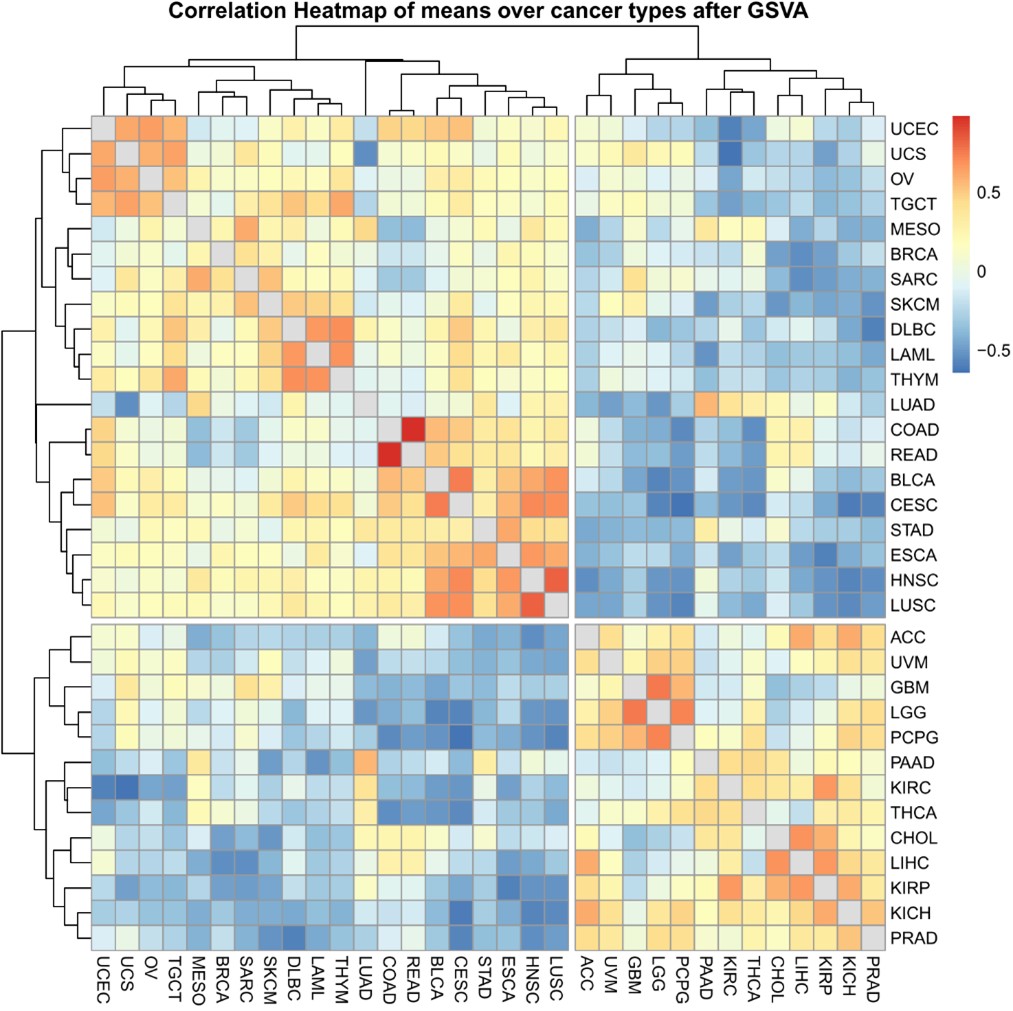 Correlation Heatmap of means over cancer types after GSVA
UCEC
UCS
OV
TGCT
MESO
BRCA
SARC
SKCM
DLBC
LAML
THYM
LUAD
COAD
READ
BLCA
CESC
STAD
ESCA
HNSC
LUSC
ACC
UVM
GBM
LGG
PCPG
PAAD
KIRC
THCA
CHOL
LIHC
KIRP
KICH
PRAD
0.5
0
−0.5
UCEC UCS OV TGCT MESO BRCA SARC SKCM DLBC LAML THYM LUAD COAD READ BLCA CESC STAD ESCA HNSC LUSC ACC UVM GBM LGG PCPG PAAD KIRC THCA CHOL LIHC KIRP KICH PRAD